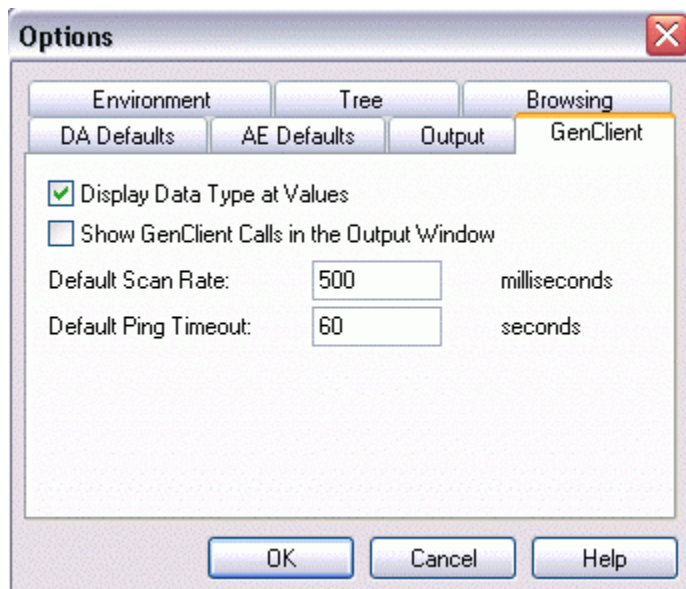 Options
Environment Tree Browsing
DA Defaults AE Defaults Output GenClient
Display Data Type at Values
Show GenClient Calls in the Output Window
Default Scan Rate: 500 milliseconds
Default Ping Timeout: 60 seconds
OK Cancel Help